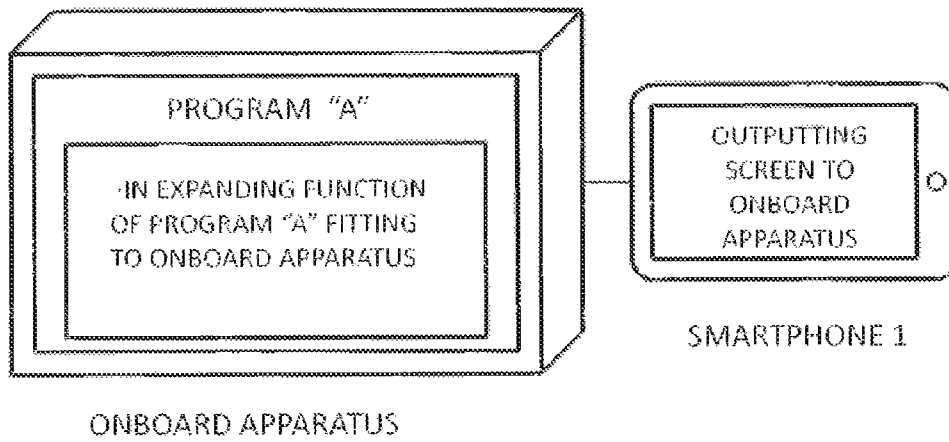 PROGRAM "A"
·IN EXPANDING FUNCTION
OF PROGRAM "A" FITTING
TO ONBOARD APPARATUS
OUTPUTTING
SCREEN TO
ONBOARD
APPARATUS
SMARTPHONE 1
ONBOARD APPARATUS